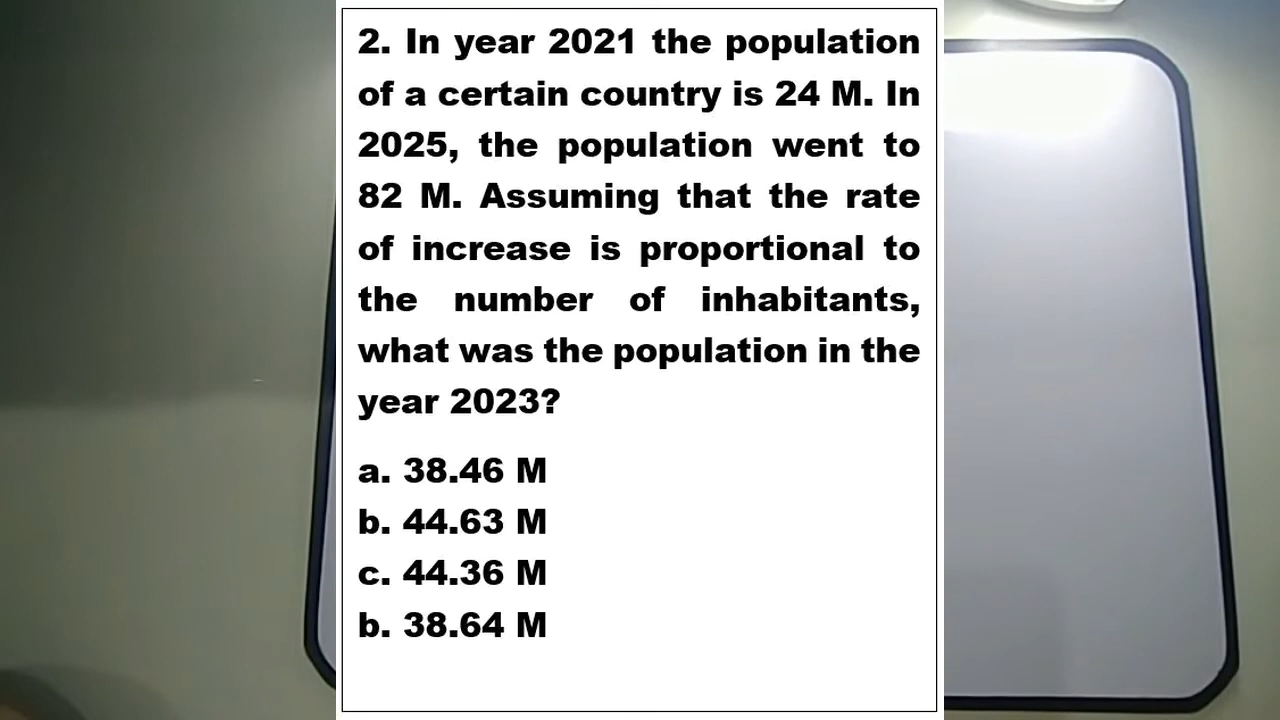 2. In year 2021 the population
of a certain country is 24 M. In
2025, the population went to
82 M. Assuming that the rate
of increase is proportional to
the number of inhabitants,
what was the population in the
year 2023?
a. 38.46 M
b. 44.63 M
c. 44.36 M
b. 38.64 M